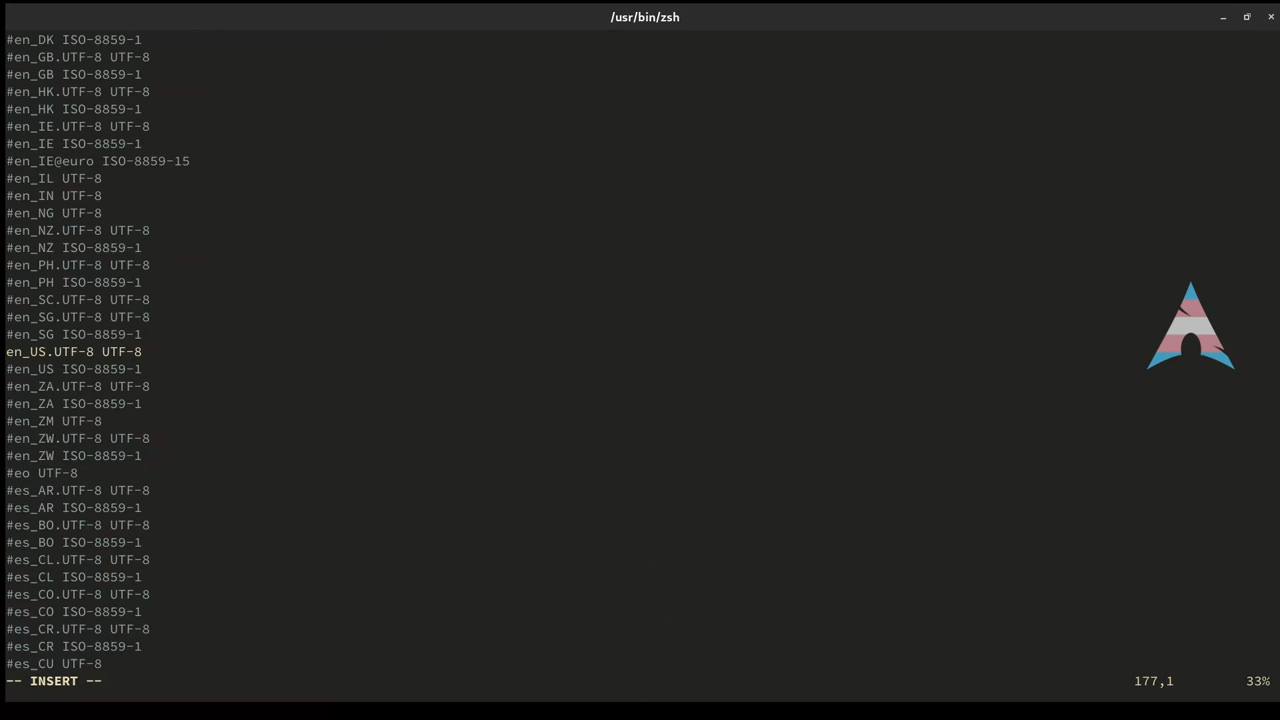 /usr/bin/zsh
#en_DK ISO-8859-1
#en_GB.UTF-8 UTF-8
#en_GB ISO-8859-1
#en_HK.UTF-8 UTF-8
#en_HK ISO-8859-1
#en_IE.UTF-8 UTF-8
#en_IE ISO-8859-1
#en_IE@euro ISO-8859-15
#en_IL UTF-8
#en_IN UTF-8
#en_NG UTF-8
#en_NZ.UTF-8 UTF-8
#en_NZ ISO-8859-1
#en_PH.UTF-8 UTF-8
#en_PH ISO-8859-1
#en_SC.UTF-8 UTF-8
#en_SG.UTF-8 UTF-8
#en_SG ISO-8859-1
en_US.UTF-8 UTF-8
#en_US ISO-8859-1
#en_ZA.UTF-8 UTF-8
#en_ZA ISO-8859-1
#en_ZM UTF-8
#en_ZW.UTF-8 UTF-8
#en_ZW ISO-8859-1
#eo UTF-8
#es_AR.UTF-8 UTF-8
#es_AR ISO-8859-1
#es_BO.UTF-8 UTF-8
#es_BO ISO-8859-1
#es_CL.UTF-8 UTF-8
#es_CL ISO-8859-1
#es_CO.UTF-8 UTF-8
#es_CO ISO-8859-1
#es_CR.UTF-8 UTF-8
#es_CR ISO-8859-1
#es_CU UTF-8
-- INSERT -- 177,1 33%